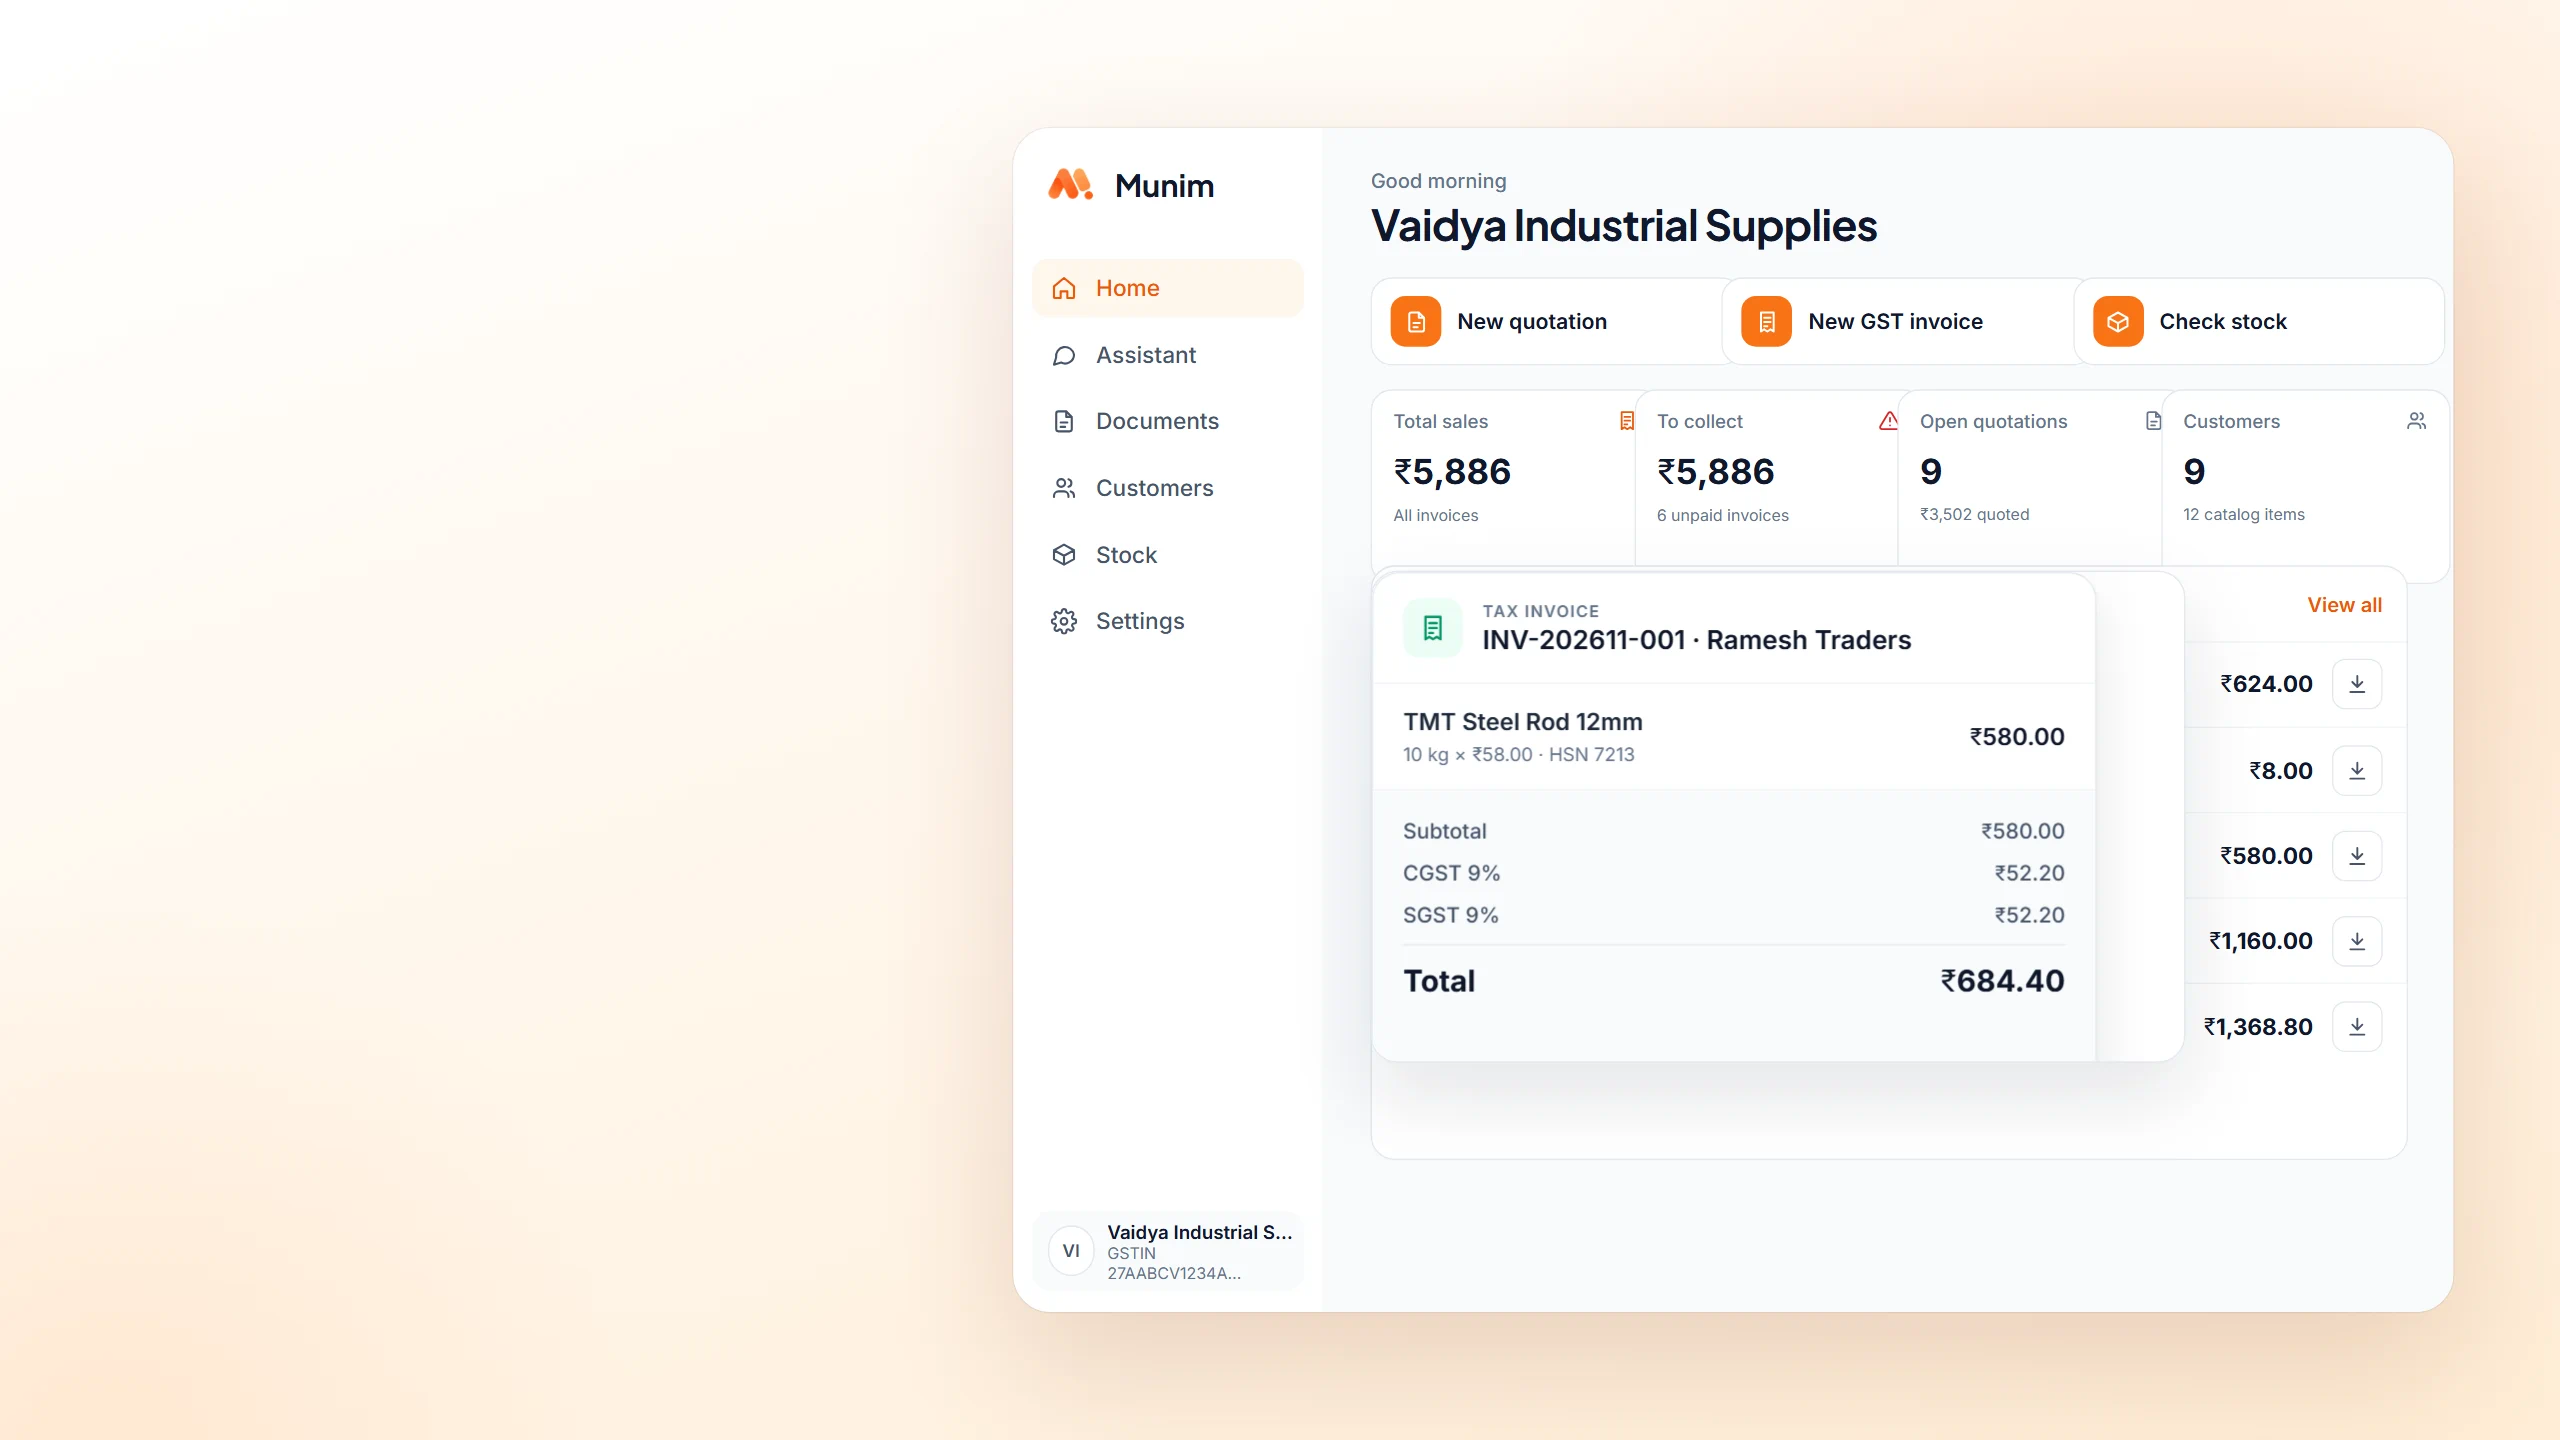 Munim
Home
Assistant
Documents
Customers
Stock
Settings
Vaidya Industrial S...
VI
GSTIN
27AABCV1234A...
Good morning
Vaidya Industrial Supplies
New quotation
New GST invoice
Check stock
Total sales
₹5,886
All invoices
To collect
₹5,886
6 unpaid invoices
Open quotations
9
₹3,502 quoted
Customers
9
12 catalog items
View all
TAX INVOICE
INV-202611-001 · Ramesh Traders
TMT Steel Rod 12mm
10 kg × ₹58.00 · HSN 7213
₹580.00
Subtotal ₹580.00
CGST 9% ₹52.20
SGST 9% ₹52.20
Total ₹684.40
₹624.00
₹8.00
₹580.00
₹1,160.00
₹1,368.80